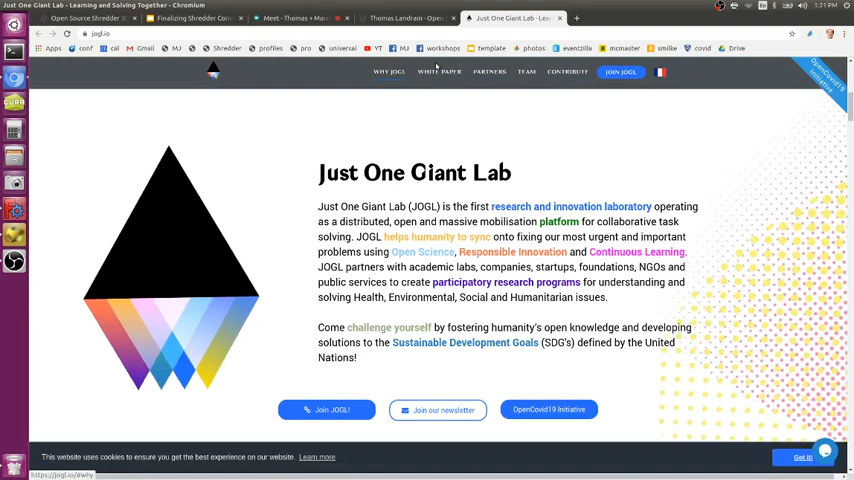 Just One Giant Lab - Learning and Solving Together - Chromium
En
1:21 PM
Open Source Shredder 3D
Finalizing Shredder Conc
Meet - Thomas + Marc
Thomas Landrain - Open
Just One Giant Lab - Learn
jogl.io
Apps conf cal Gmail MJ Shredder profiles pro universal YT MJ workshops template photos eventzilla mcmaster smilke covid Drive
WHY JOGL WHITE PAPER PARTNERS TEAM CONTRIBUTE JOIN JOGL
OpenCovid19
Initiative
Just One Giant Lab
Just One Giant Lab (JOGL) is the first research and innovation laboratory operating
as a distributed, open and massive mobilisation platform for collaborative task
solving. JOGL helps humanity to sync onto fixing our most urgent and important
problems using Open Science, Responsible Innovation and Continuous Learning.
JOGL partners with academic labs, companies, startups, foundations, NGOs and
public services to create participatory research programs for understanding and
solving Health, Environmental, Social and Humanitarian issues.
Come challenge yourself by fostering humanity's open knowledge and developing
solutions to the Sustainable Development Goals (SDG's) defined by the United
Nations!
Join JOGL!
Join our newsletter
OpenCovid19 Initiative
This website uses cookies to ensure you get the best experience on our website. Learn more
Got it!
https://jogl.io/#why
CURA